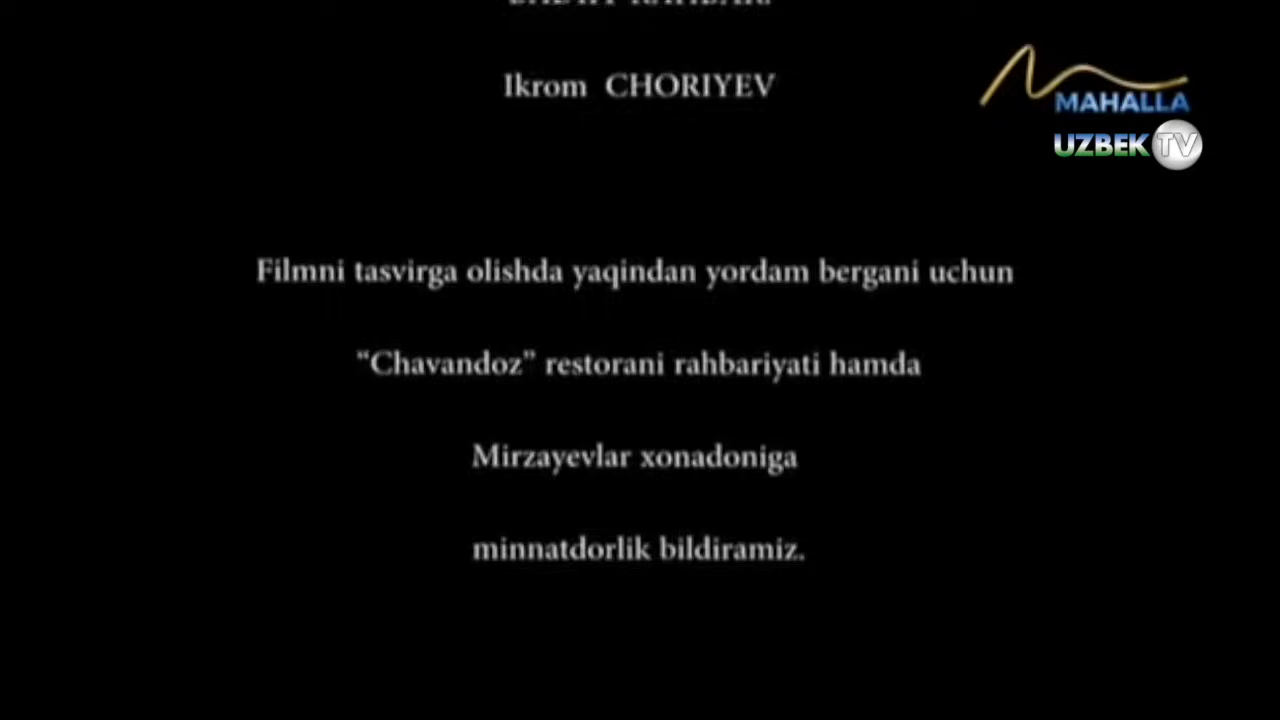 Ikrom CHORIYEV
MAHALLA
UZBEK TV
Filmni tasvirga olishda yaqindan yordam bergani uchun
“Chavandoz” restorani rahbariyati hamda
Mirzayevlar xonadoniga
minnatdorlik bildiramiz.